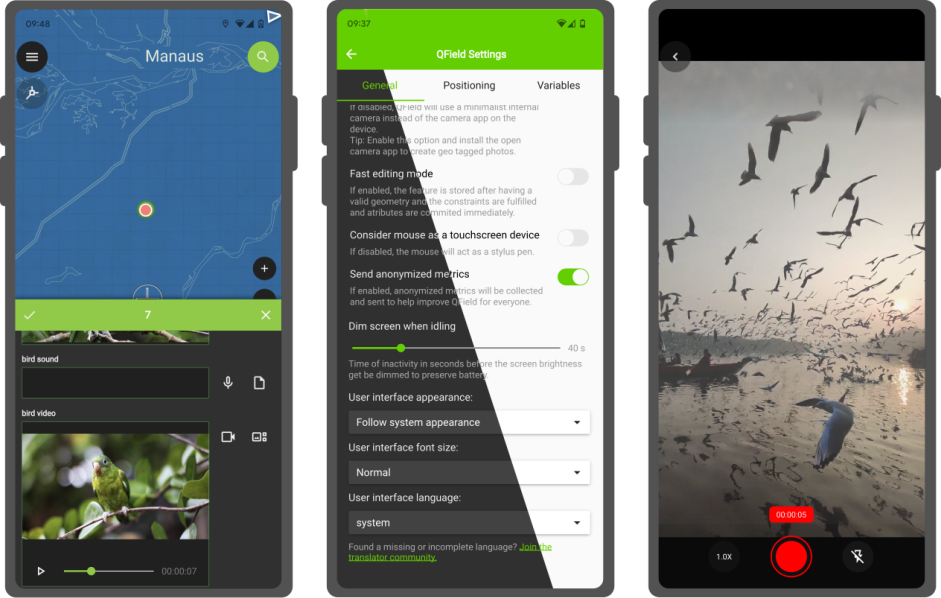 09:48
Manaus
7
bird sound
bird video
00:00:07
09:37
QField Settings
General
Positioning
Variables
If disabled, QField will use a minimalist internal
camera instead of the camera app on the
device.
Tip: Enable this option and install the open
camera app to create geo tagged photos.
Fast editing mode
If enabled, the feature is stored after having a
valid geometry and the constraints are fulfilled
and atributes are commited immediately.
Consider mouse as a touchscreen device
If disabled, the mouse will act as a stylus pen.
Send anonymized metrics
If enabled, anonymized metrics will be collected
and sent to help improve QField for everyone.
Dim screen when idling
40 s
Time of inactivity in seconds before the screen brightness
get be dimmed to preserve battery.
User interface appearance:
Follow system appearance
User interface font size:
Normal
User interface language:
system
Found a missing or incomplete language? Join the
translator community.
00:00:05
1.0X